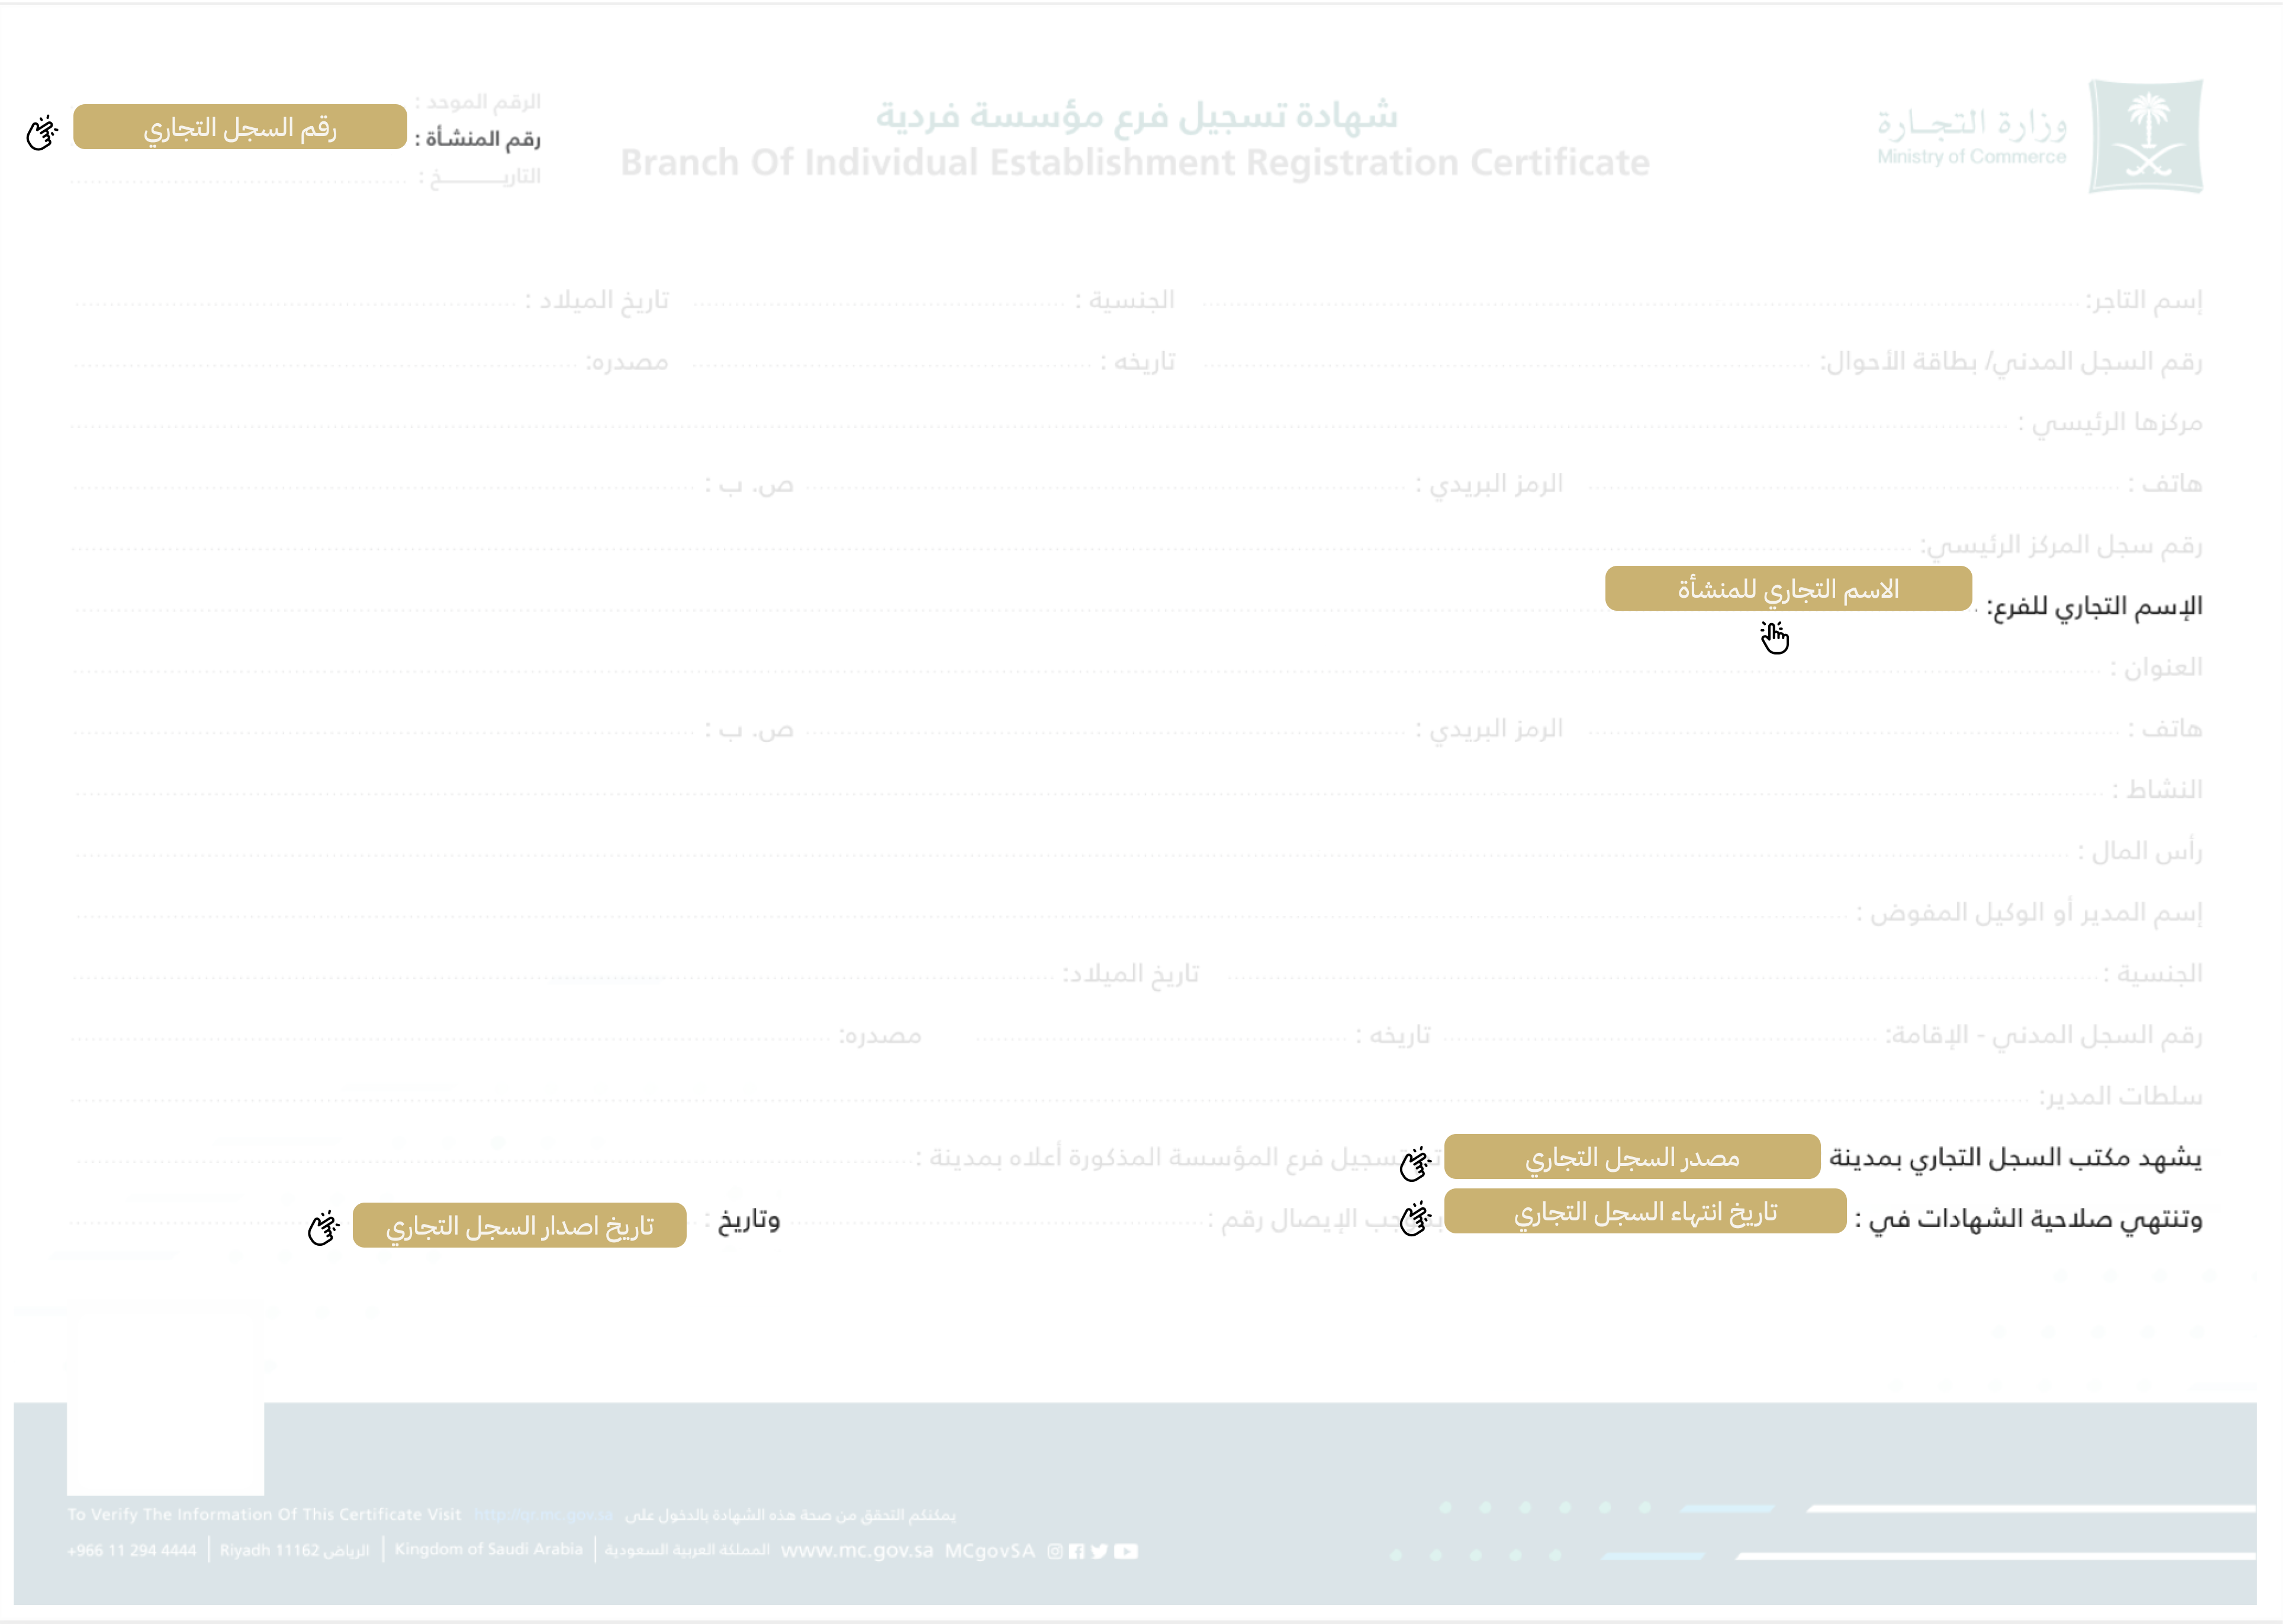 وزارة التجـــارة
Ministry of Commerce
شهادة تسجيل فرع مؤسسة فردية
Branch Of Individual Establishment Registration Certificate
الرقم الموحد :
رقم المنشأة : رقم السجل التجاري
التاريـــــــــخ :
إسم التاجر: الجنسية : تاريخ الميلاد :
رقم السجل المدني/ بطاقة الأحوال: تاريخه : مصدره:
مركزها الرئيسي :
هاتف : الرمز البريدي : ص. ب :
رقم سجل المركز الرئيسي:
الإسم التجاري للفرع: الاسم التجاري للمنشأة
العنوان :
هاتف : الرمز البريدي : ص. ب :
النشاط :
رأس المال :
إسم المدير أو الوكيل المفوض :
الجنسية : تاريخ الميلاد:
رقم السجل المدني - الإقامة: تاريخه : مصدره:
سلطات المدير:
يشهد مكتب السجل التجاري بمدينة مصدر السجل التجاري فرع المؤسسة المذكورة أعلاه بمدينة :
وتنتهي صلاحية الشهادات في : تاريخ انتهاء السجل التجاري الإيصال رقم : وتاريخ : تاريخ اصدار السجل التجاري
To Verify The Information Of This Certificate Visit http://qr.mc.gov.sa يمكنكم التحقق من صحة هذه الشهادة بالدخول على
+966 11 294 4444 | Riyadh 11162 الرياض | Kingdom of Saudi Arabia | المملكة العربية السعودية www.mc.gov.sa MCgovSA